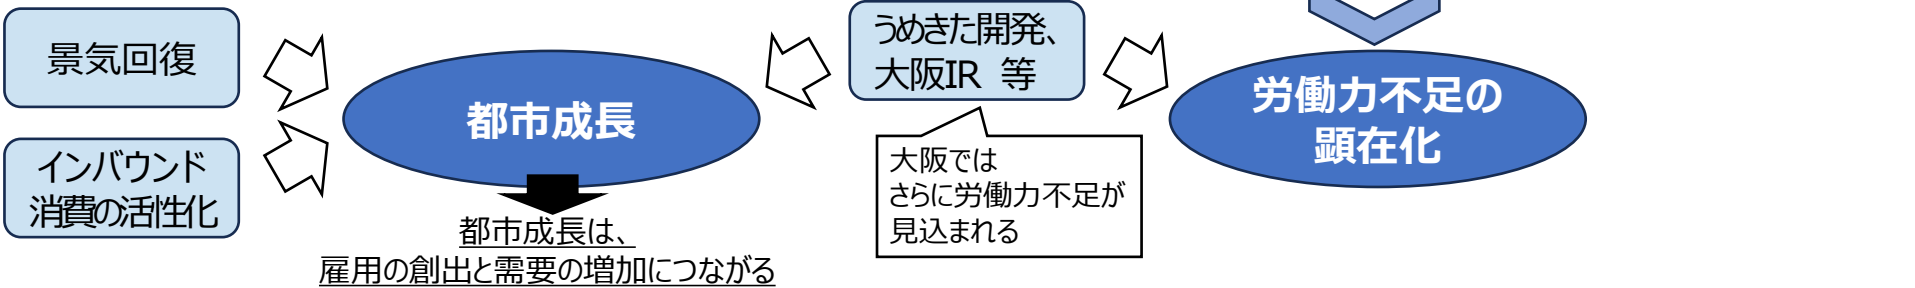 景気回復
インバウンド
消費の活性化
都市成長
都市成長は、
雇用の創出と需要の増加につながる
うめきた開発、
大阪IR 等
大阪では
さらに労働力不足が
見込まれる
労働力不足の
顕在化